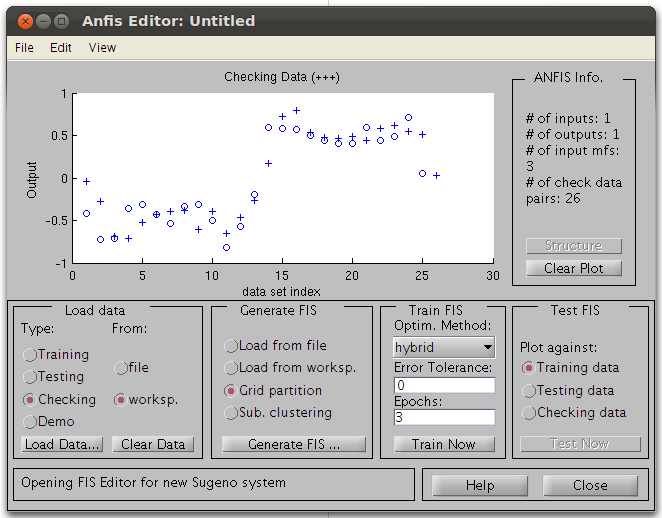 Anfis Editor: Untitled
File Edit View
Checking Data (+++)
1
0.5
0
-0.5
-1
Output
0 5 10 15 20 25 30
data set index
ANFIS Info.
# of inputs: 1
# of outputs: 1
# of input mfs:
3
# of check data
pairs: 26
Structure
Clear Plot
Load data
Type: From:
Training
Testing
Checking
Demo
file
worksp.
Load Data... Clear Data
Generate FIS
Load from file
Load from worksp.
Grid partition
Sub. clustering
Generate FIS ...
Train FIS
Optim. Method:
hybrid
Error Tolerance:
0
Epochs:
3
Train Now
Test FIS
Plot against:
Training data
Testing data
Checking data
Test Now
Opening FIS Editor for new Sugeno system
Help Close